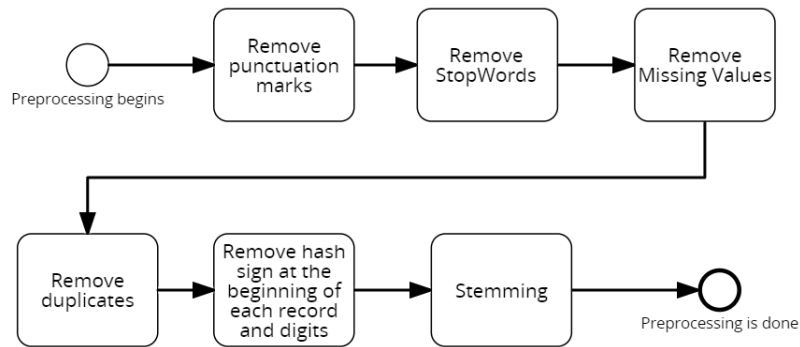 Remove
punctuation
marks
Remove
StopWords
Remove
Missing Values
Preprocessing begins
Remove
duplicates
Remove hash
sign at the
beginning of
each record
and digits
Stemming
Preprocessing is done